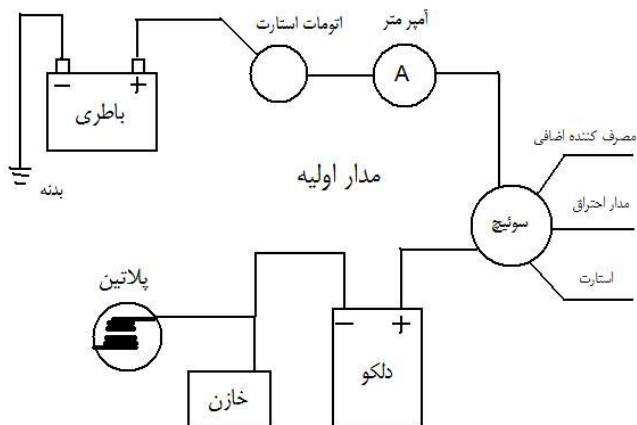 آمپر متر
اتومات استارت
A
- +
باطری
مصرف کننده اضافی
بدنه
مدار اولیه
مدار احتراق
سوئیچ
استارت
پلاتین
- +
دلکو
خازن